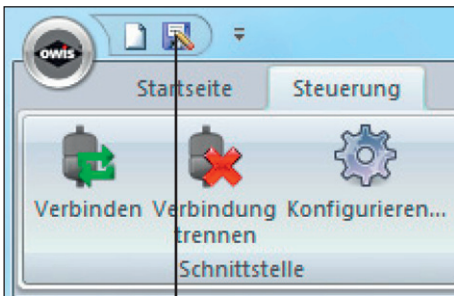 owis
Startseite Steuerung
Verbinden Verbindung trennen Konfigurieren...
Schnittstelle